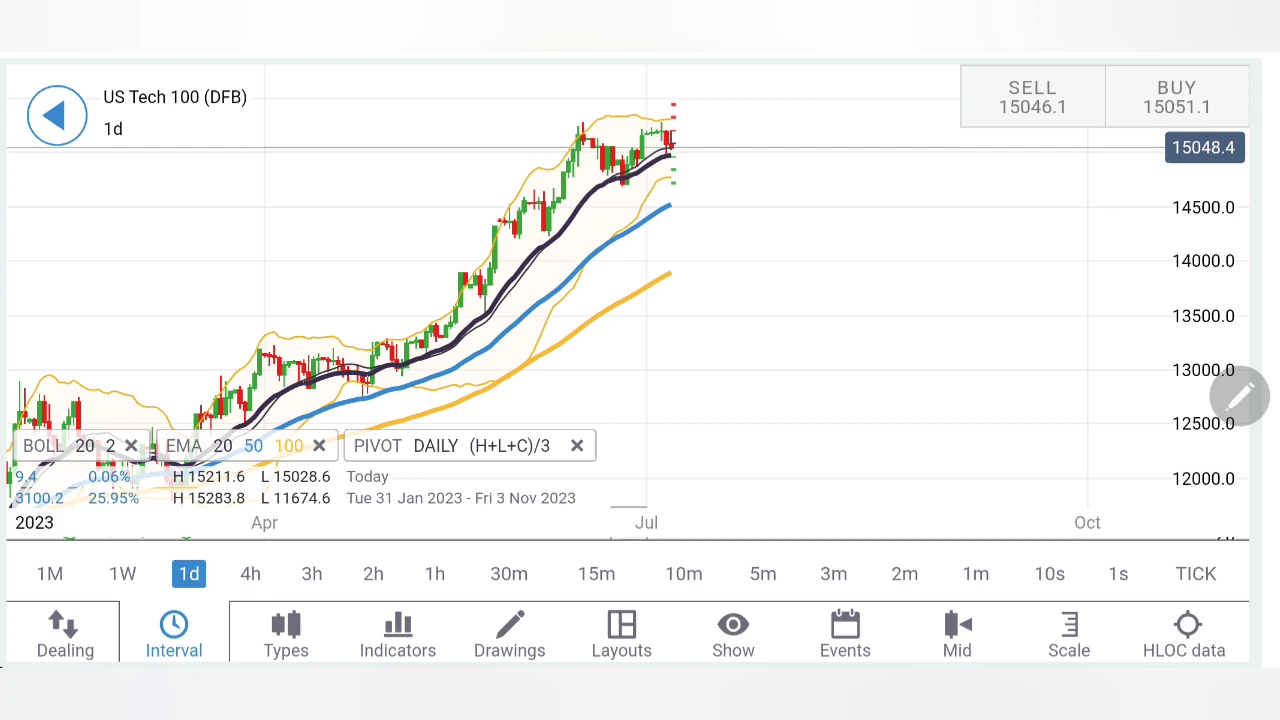 US Tech 100 (DFB)
1d
SELL
15046.1
BUY
15051.1
15048.4
14500.0
14000.0
13500.0
13000.0
12500.0
12000.0
BOLL 20 2 EMA 20 50 100 PIVOT DAILY (H+L+C)/3
9.4 0.06% H 15211.6 L 15028.6 Today
3100.2 25.95% H 15283.8 L 11674.6 Tue 31 Jan 2023 - Fri 3 Nov 2023
2023 Apr Jul Oct
1M 1W 1d 4h 3h 2h 1h 30m 15m 10m 5m 3m 2m 1m 10s 1s TICK
Dealing Interval Types Indicators Drawings Layouts Show Events Mid Scale HLOC data